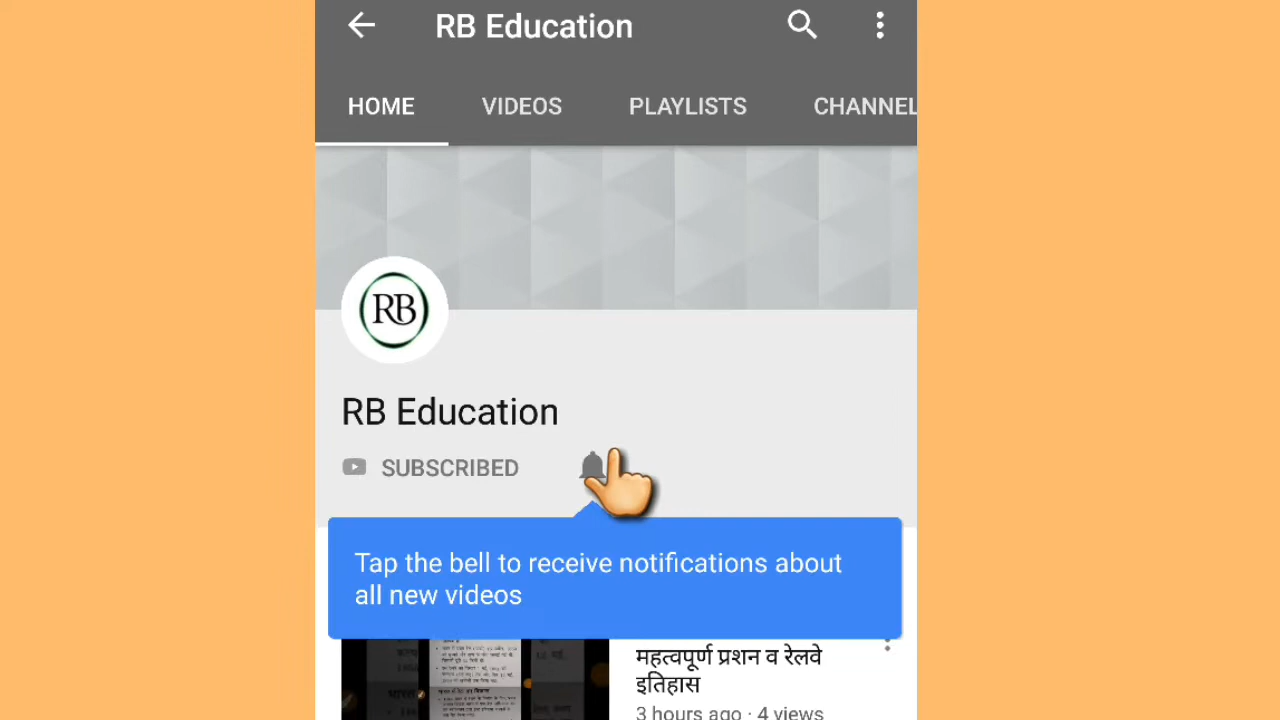 RB Education
HOME VIDEOS PLAYLISTS CHANNEL
RB
RB Education
SUBSCRIBED
Tap the bell to receive notifications about
all new videos
महत्वपूर्ण प्रशन व रेलवे
इतिहास
3 hours ago · 4 views